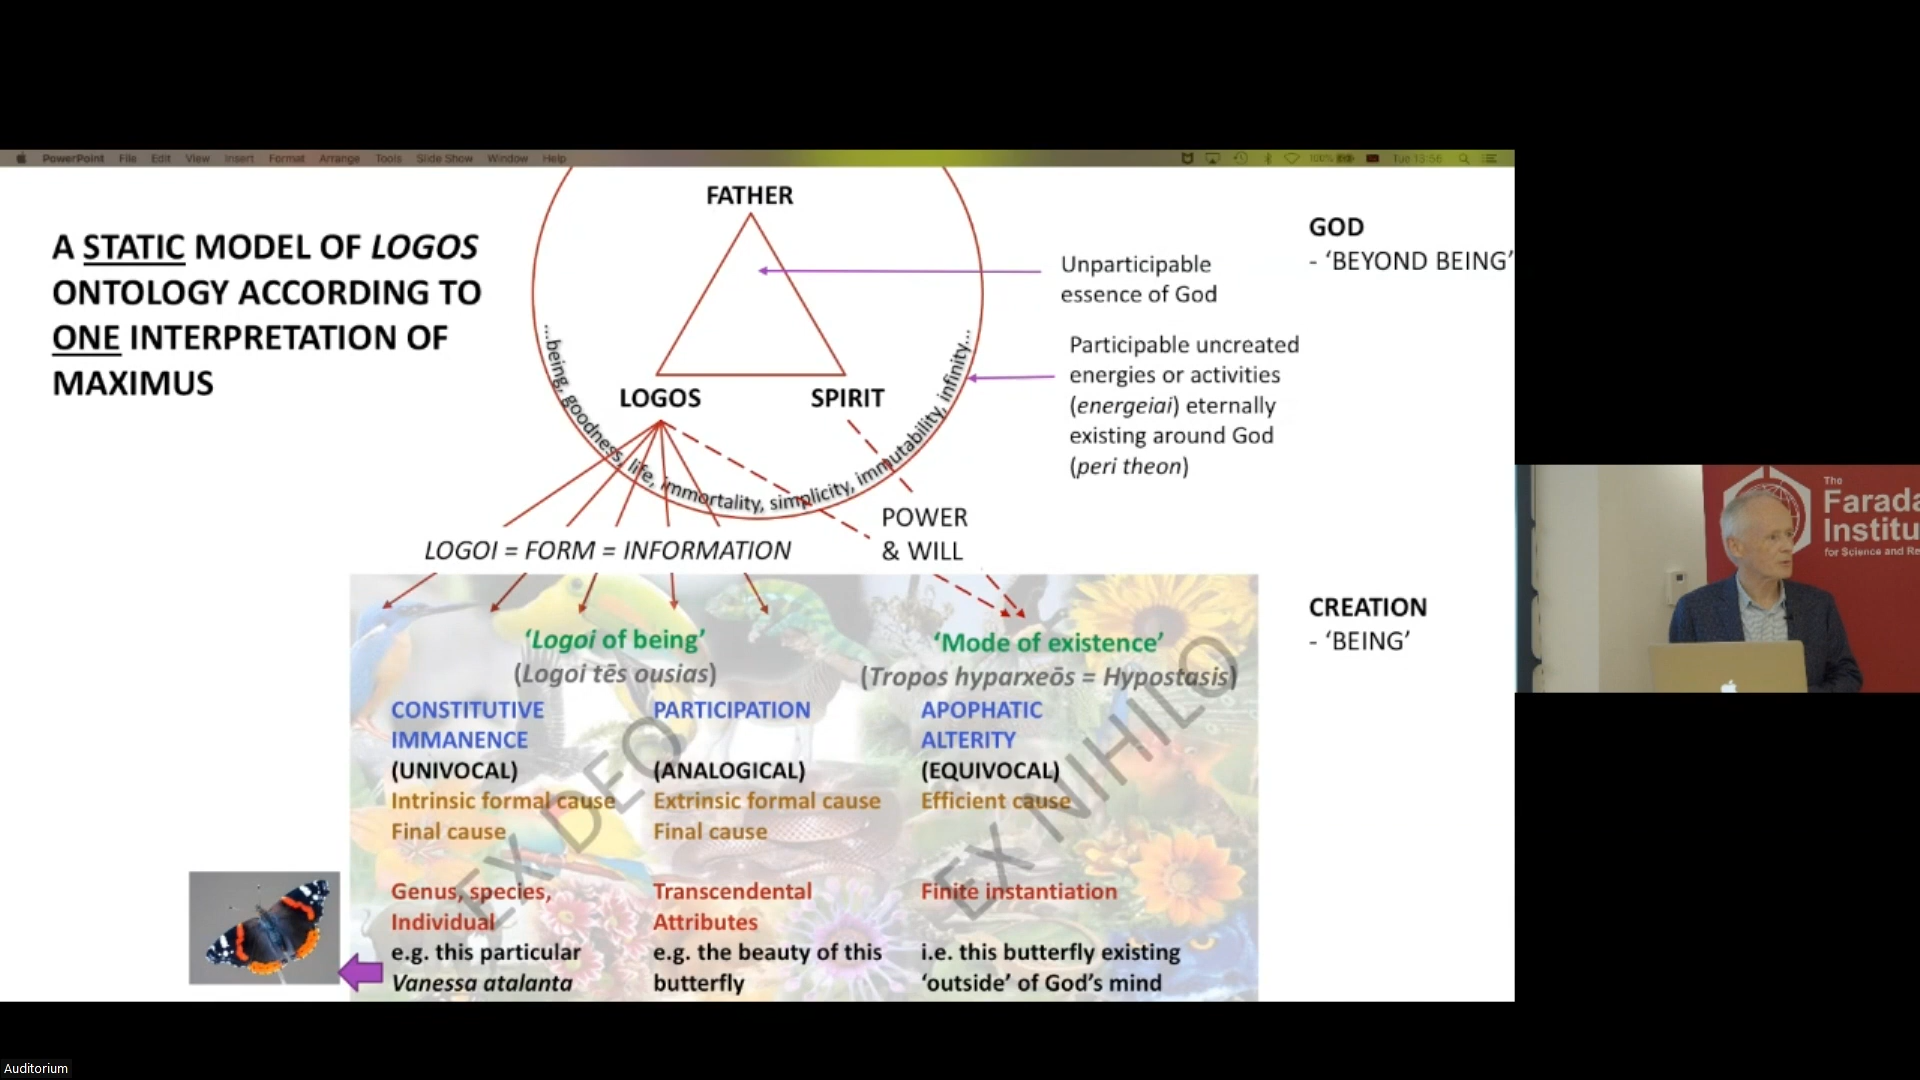 PowerPoint File Edit View Insert Format Arrange Tools Slide Show Window Help
100% Tue 13:56
A STATIC MODEL OF LOGOS
ONTOLOGY ACCORDING TO
ONE INTERPRETATION OF
MAXIMUS
FATHER
LOGOS
SPIRIT
...being, goodness, life, immortality, simplicity, immutability, infinity...
Unparticipable
essence of God
Participable uncreated
energies or activities
(energeiai) eternally
existing around God
(peri theon)
GOD
- ‘BEYOND BEING’
LOGOI = FORM = INFORMATION
POWER
& WILL
CREATION
- ‘BEING’
‘Logoi of being’
(Logoi tēs ousias)
‘Mode of existence’
(Tropos hyparxeōs = Hypostasis)
CONSTITUTIVE
IMMANENCE
(UNIVOCAL)
Intrinsic formal cause
Final cause
Genus, species,
Individual
e.g. this particular
Vanessa atalanta
PARTICIPATION
(ANALOGICAL)
Extrinsic formal cause
Final cause
Transcendental
Attributes
e.g. the beauty of this
butterfly
APOPHATIC
ALTERITY
(EQUIVOCAL)
Efficient cause
Finite instantiation
i.e. this butterfly existing
‘outside’ of God’s mind
EX DEO
EX NIHILO
The
Farada
Institu
for Science and Re
Auditorium